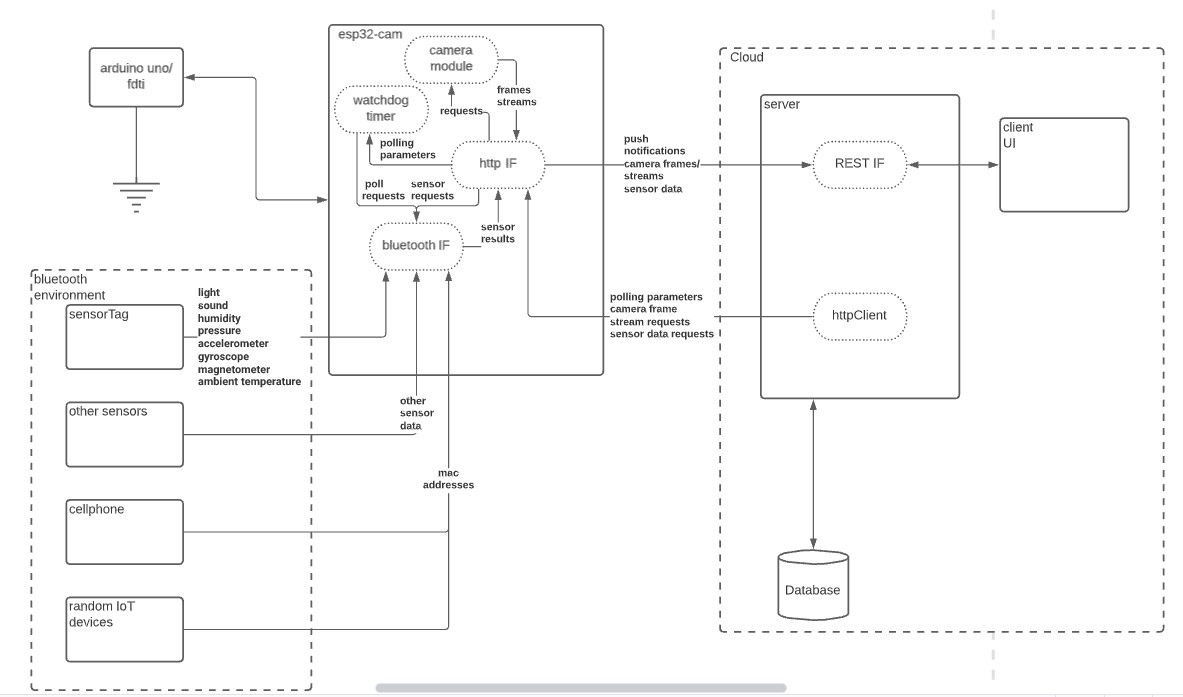 esp32-cam
camera
module
arduino uno/
fdti
frames
streams
watchdog
timer
requests
polling
parameters
http IF
poll
requests
sensor
requests
sensor
results
bluetooth IF
push
notifications
camera frames/
streams
sensor data
Cloud
server
REST IF
client
UI
polling parameters
camera frame
stream requests
sensor data requests
httpClient
Database
bluetooth
environment
sensorTag
light
sound
humidity
pressure
accelerometer
gyroscope
magnetometer
ambient temperature
other sensors
other
sensor
data
mac
addresses
cellphone
random IoT
devices